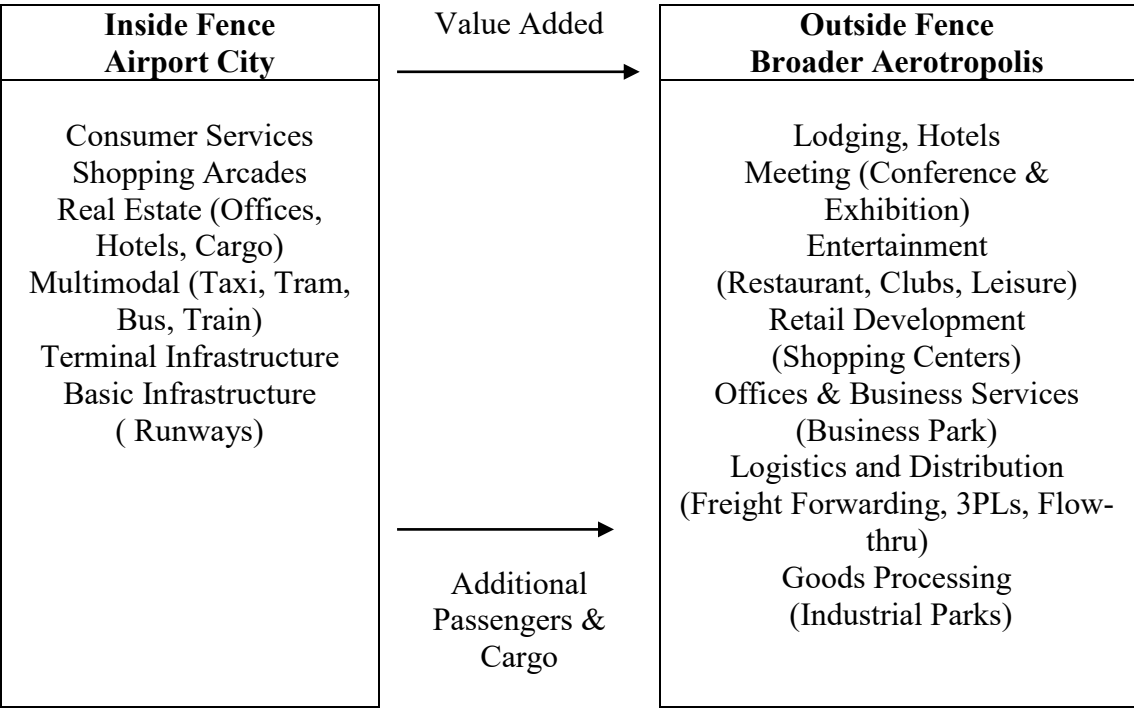 Inside Fence
Airport City
Consumer Services
Shopping Arcades
Real Estate (Offices,
Hotels, Cargo)
Multimodal (Taxi, Tram,
Bus, Train)
Terminal Infrastructure
Basic Infrastructure
( Runways)
Value Added
Additional
Passengers &
Cargo
Outside Fence
Broader Aerotropolis
Lodging, Hotels
Meeting (Conference &
Exhibition)
Entertainment
(Restaurant, Clubs, Leisure)
Retail Development
(Shopping Centers)
Offices & Business Services
(Business Park)
Logistics and Distribution
(Freight Forwarding, 3PLs, Flow-
thru)
Goods Processing
(Industrial Parks)